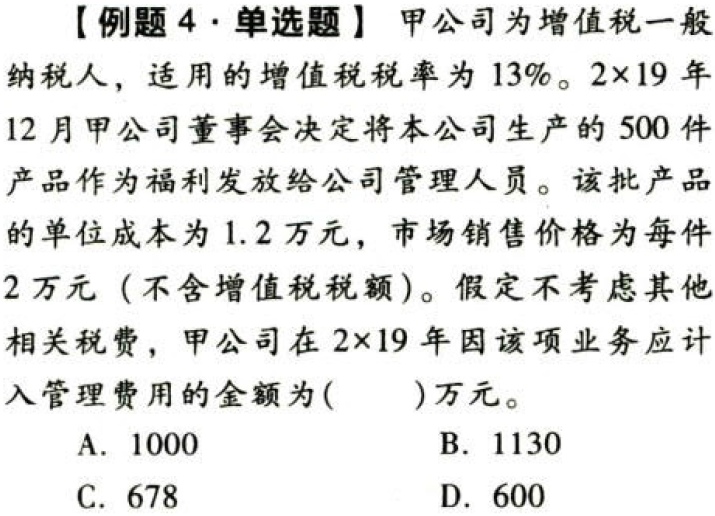 【例题 4·单选题】 甲公司为增值税一般
纳税人，适用的增值税税率为 13%。2×19 年
12 月甲公司董事会决定将本公司生产的 500 件
产品作为福利发放给公司管理人员。该批产品
的单位成本为 1.2 万元，市场销售价格为每件
2 万元（不含增值税税额）。假定不考虑其他
相关税费，甲公司在 2×19 年因该项业务应计
入管理费用的金额为(　　)万元。
A. 1000　　B. 1130
C. 678　　D. 600